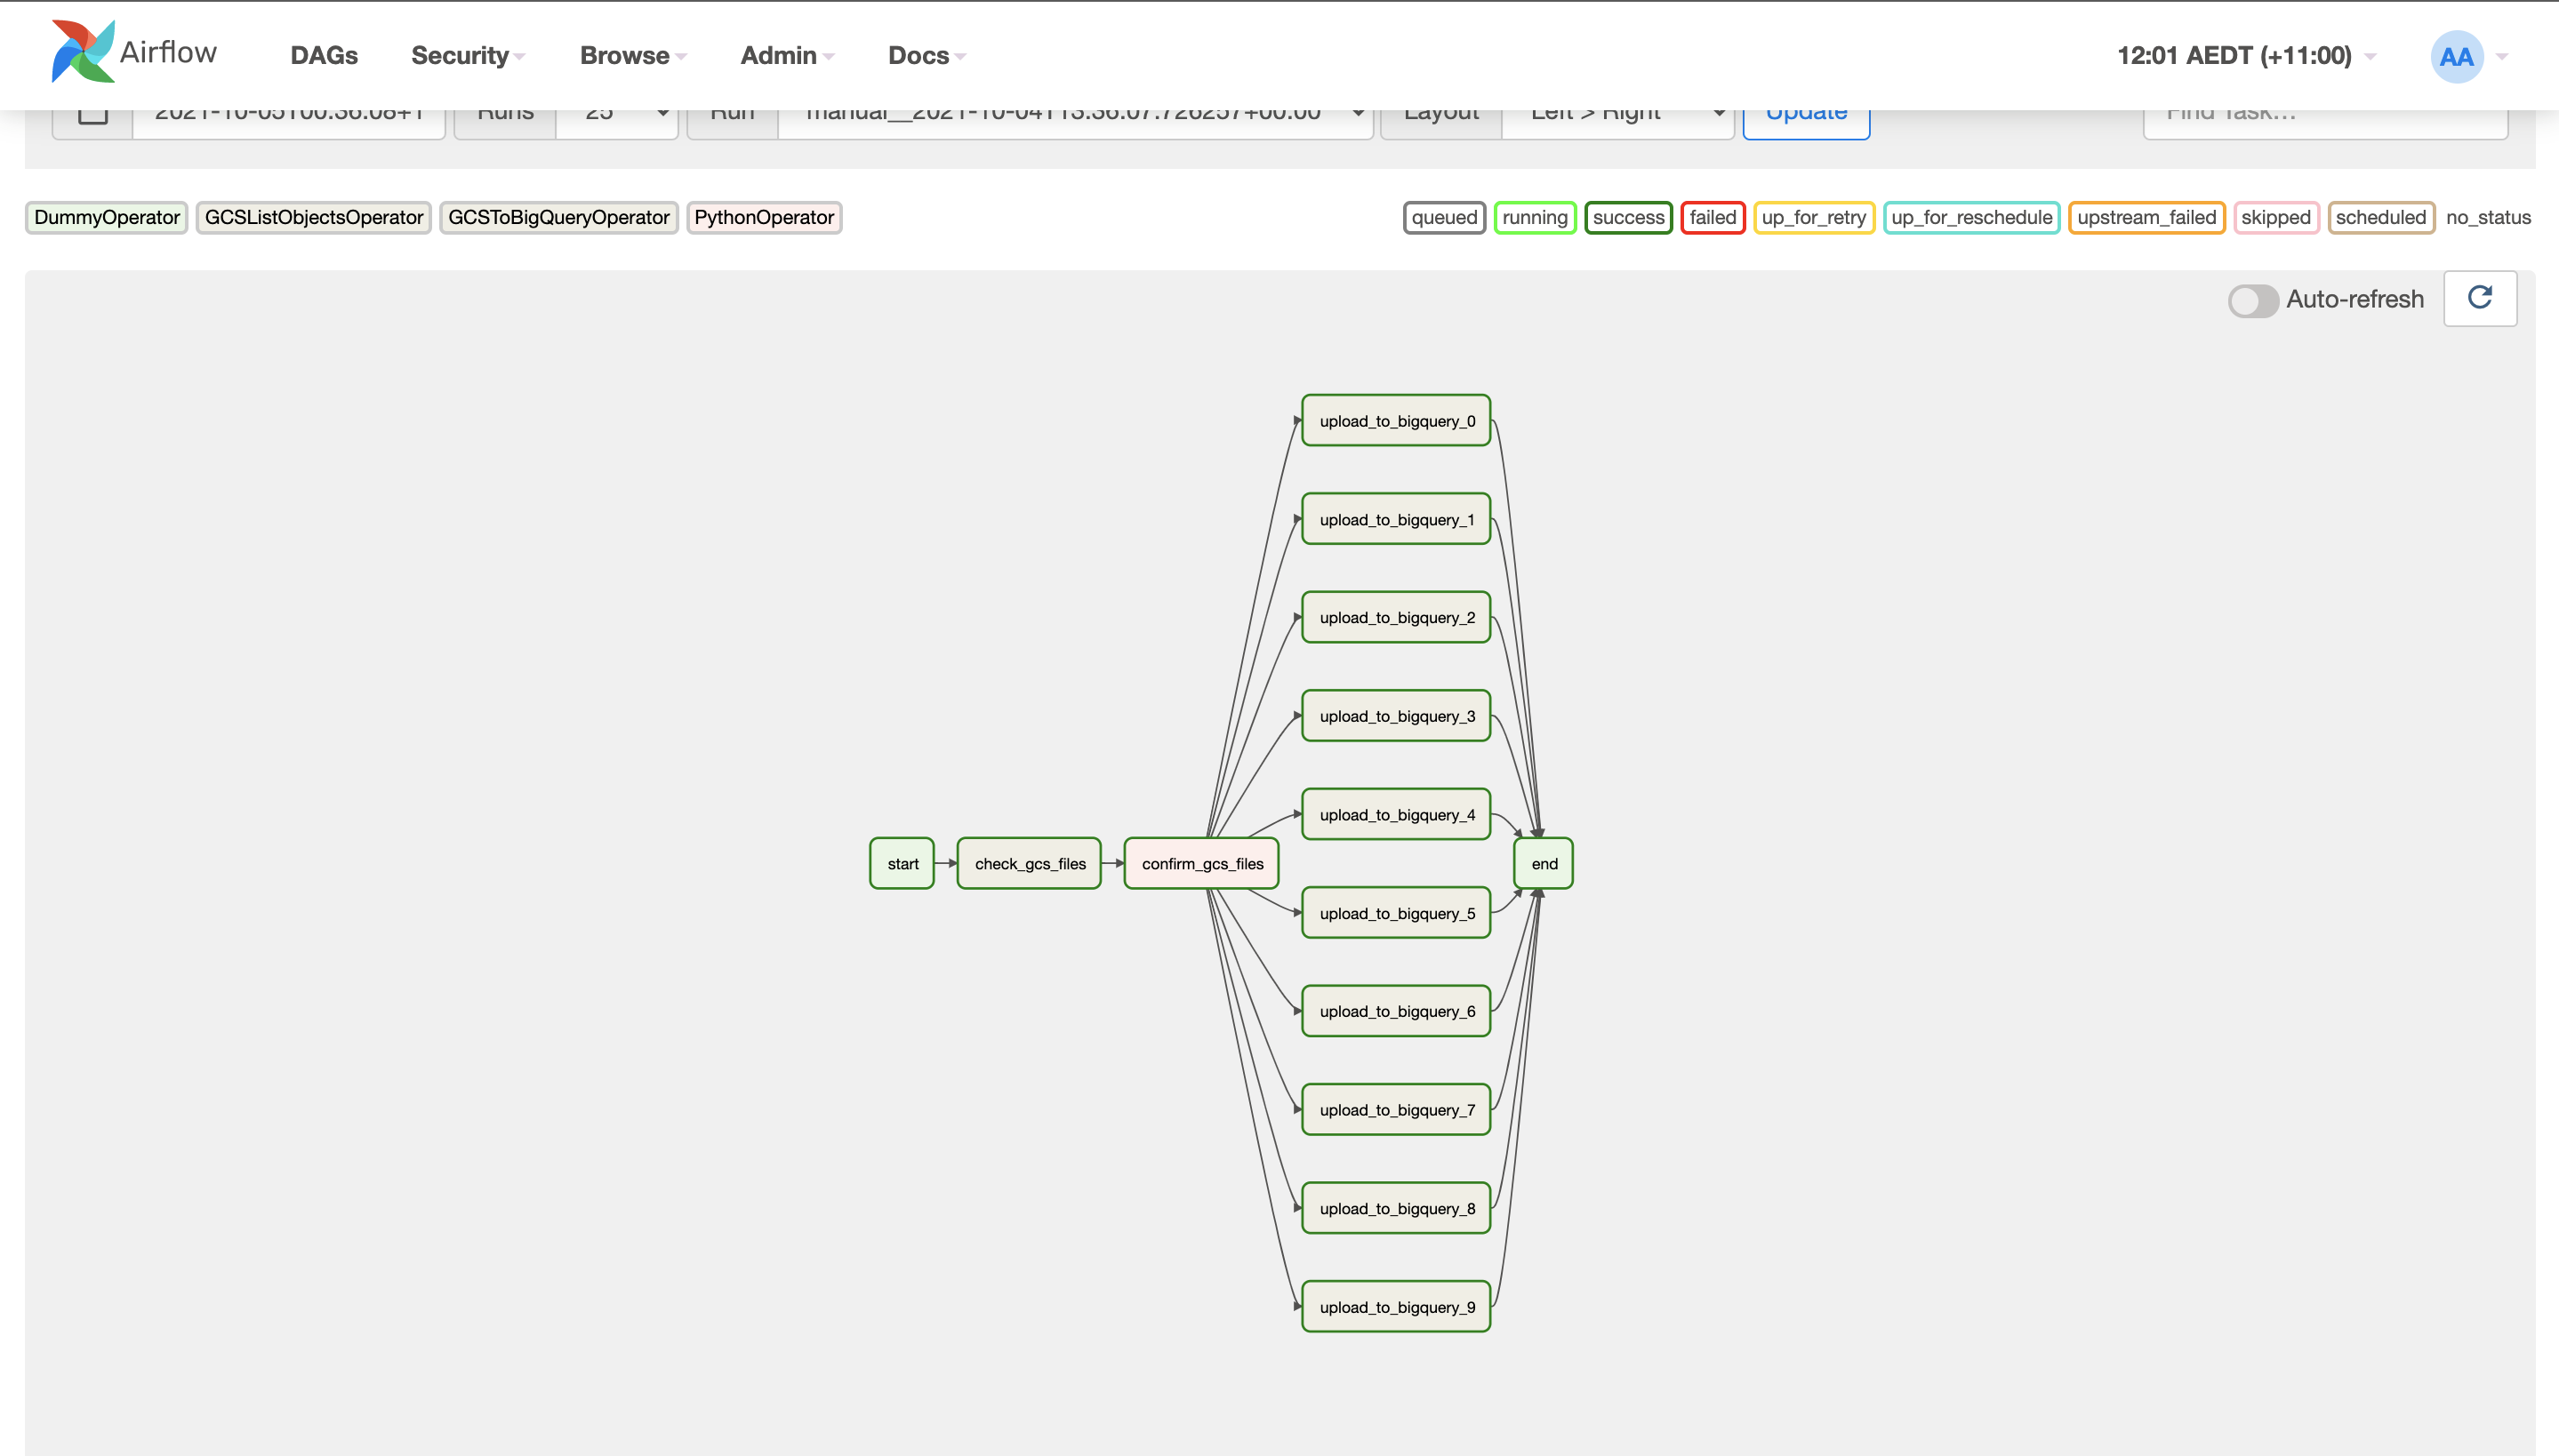 Airflow DAGs Security Browse Admin Docs 12:01 AEDT (+11:00) AA
2021-10-05T00:36:08+1 Runs 25 Run manual__2021-10-04T13:36:07.726257+00:00 Layout Left > Right Update Find Task...
DummyOperator GCSListObjectsOperator GCSToBigQueryOperator PythonOperator queued running success failed up_for_retry up_for_reschedule upstream_failed skipped scheduled no_status
Auto-refresh
upload_to_bigquery_0
upload_to_bigquery_1
upload_to_bigquery_2
upload_to_bigquery_3
upload_to_bigquery_4
start check_gcs_files confirm_gcs_files end
upload_to_bigquery_5
upload_to_bigquery_6
upload_to_bigquery_7
upload_to_bigquery_8
upload_to_bigquery_9